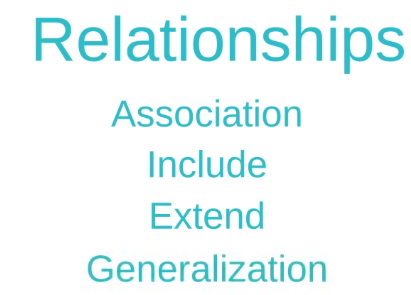 Relationships
Association
Include
Extend
Generalization